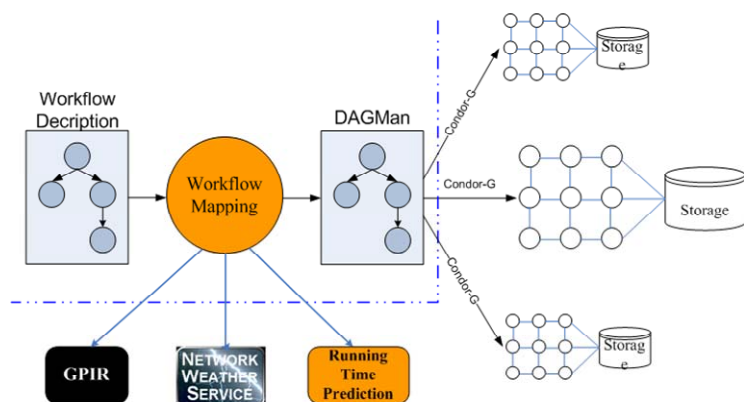 Workflow
Decription
Workflow
Mapping
DAGMan
Condor-G
Condor-G
Condor-G
Storag
e
Storage
Storag
e
GPIR
NETWORK
WEATHER
SERVICE
Running
Time
Prediction